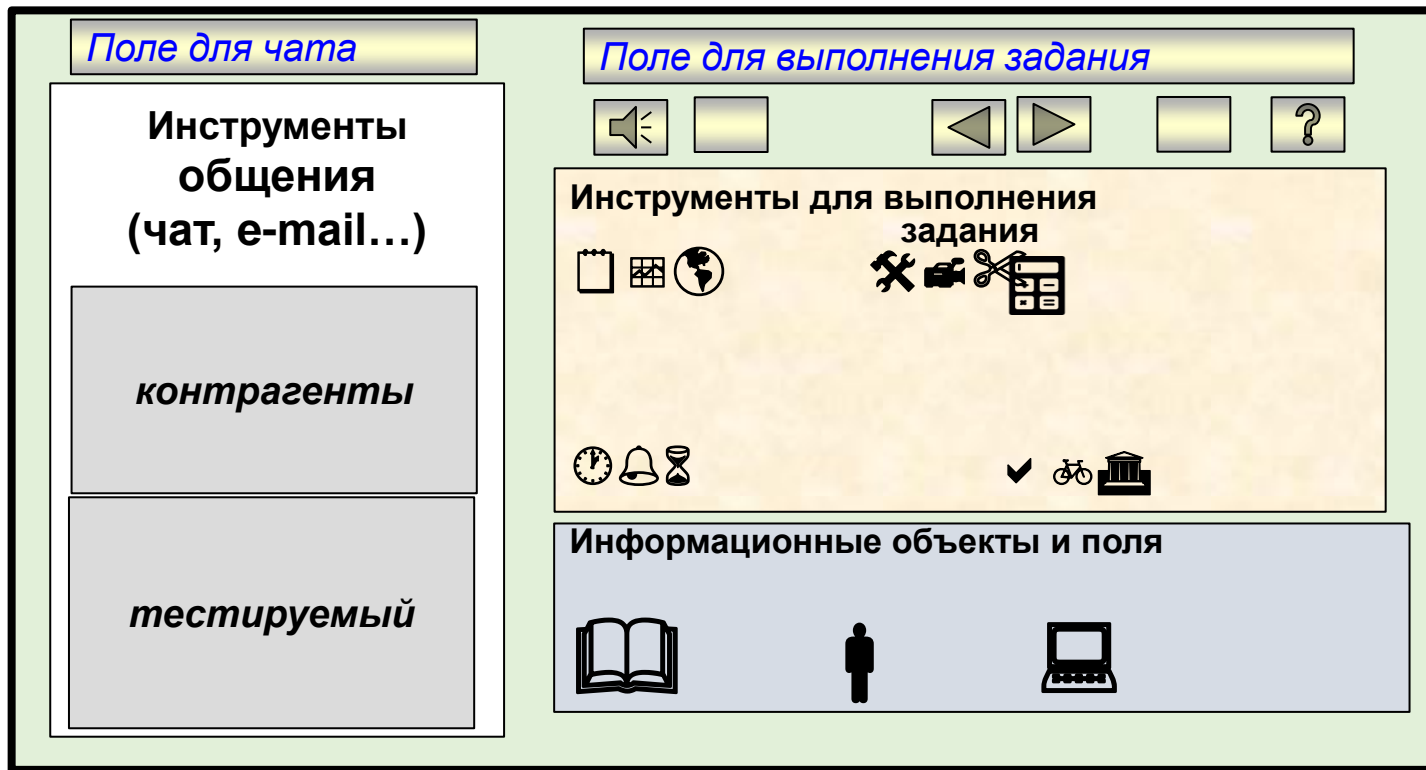 Поле для чата
Инструменты
общения
(чат, e-mail…)
контрагенты
тестируемый
Поле для выполнения задания
?
Инструменты для выполнения
задания
Информационные объекты и поля